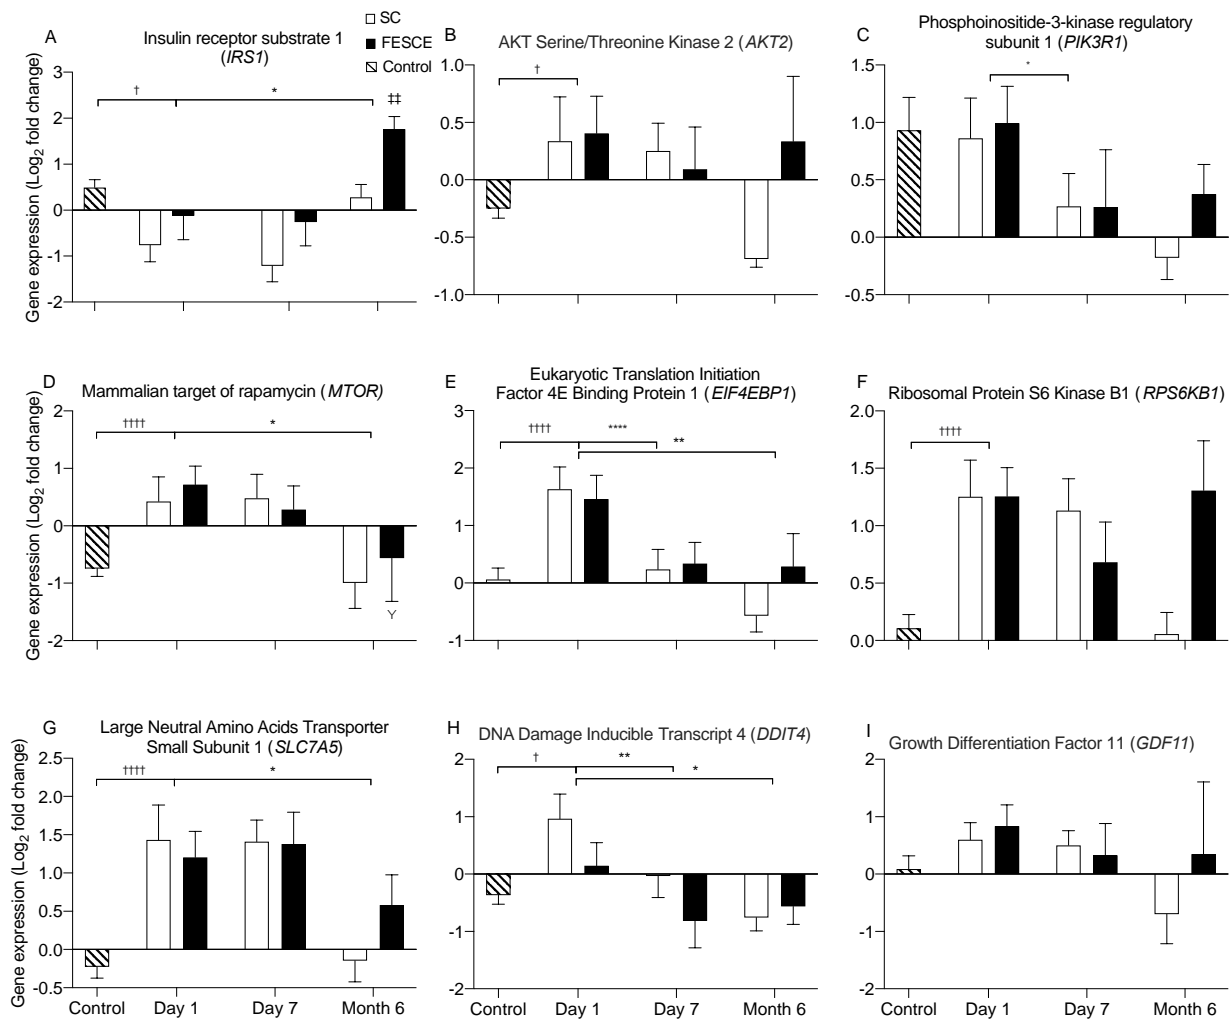 SC
FESCE
Control
A
Insulin receptor substrate 1
(IRS1)
Gene expression (Log2 fold change)
3
2
1
0
-1
-2
†
*
‡‡
B
AKT Serine/Threonine Kinase 2 (AKT2)
1.0
0.5
0.0
-0.5
-1.0
†
C
Phosphoinositide-3-kinase regulatory
subunit 1 (PIK3R1)
1.5
1.0
0.5
0.0
-0.5
*
D
Mammalian target of rapamycin (MTOR)
Gene expression (Log2 fold change)
2
1
0
-1
-2
††††
*
Y
E
Eukaryotic Translation Initiation
Factor 4E Binding Protein 1 (EIF4EBP1)
3
2
1
0
-1
††††
****
**
F
Ribosomal Protein S6 Kinase B1 (RPS6KB1)
2.0
1.5
1.0
0.5
0.0
††††
G
Large Neutral Amino Acids Transporter
Small Subunit 1 (SLC7A5)
Gene expression (Log2 fold change)
2.5
2.0
1.5
1.0
0.5
0.0
-0.5
††††
*
Control Day 1 Day 7 Month 6
H
DNA Damage Inducible Transcript 4 (DDIT4)
2
1
0
-1
-2
†
**
*
Control Day 1 Day 7 Month 6
I
Growth Differentiation Factor 11 (GDF11)
2
1
0
-1
-2
Control Day 1 Day 7 Month 6